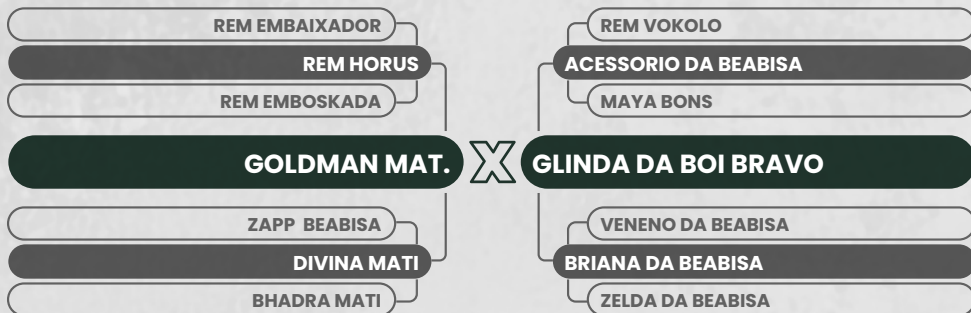 REM EMBAIXADOR
REM HORUS
REM EMBOSKADA
GOLDMAN MAT.
ZAPP BEABISA
DIVINA MATI
BHADRA MATI
X
REM VOKOLO
ACESSORIO DA BEABISA
MAYA BONS
GLINDA DA BOI BRAVO
VENENO DA BEABISA
BRIANA DA BEABISA
ZELDA DA BEABISA